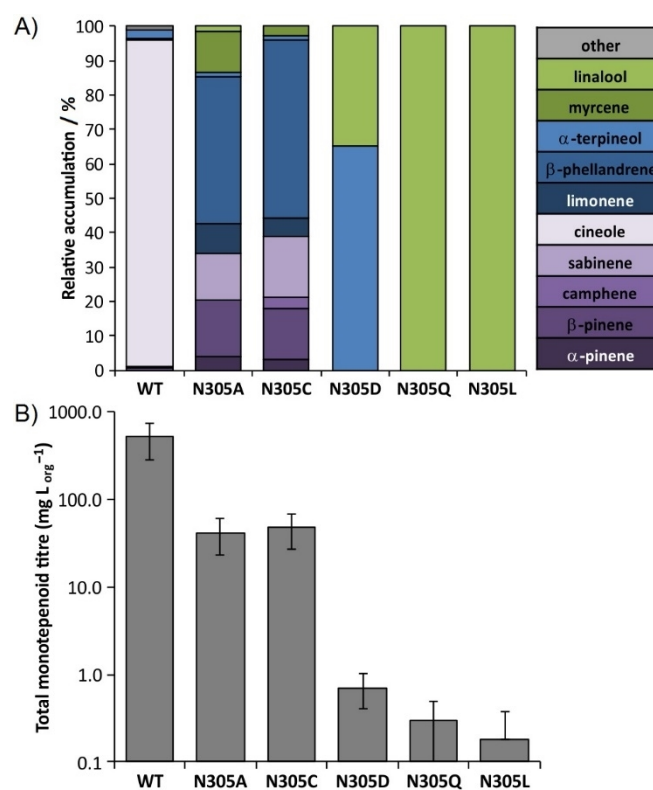 A)
Relative accumulation / %
100
90
80
70
60
50
40
30
20
10
0
WT N305A N305C N305D N305Q N305L
other
linalool
myrcene
α-terpineol
β-phellandrene
limonene
cineole
sabinene
camphene
β-pinene
α-pinene
B)
Total monotepenoid titre (mg L org⁻¹)
1000.0
100.0
10.0
1.0
0.1
WT N305A N305C N305D N305Q N305L